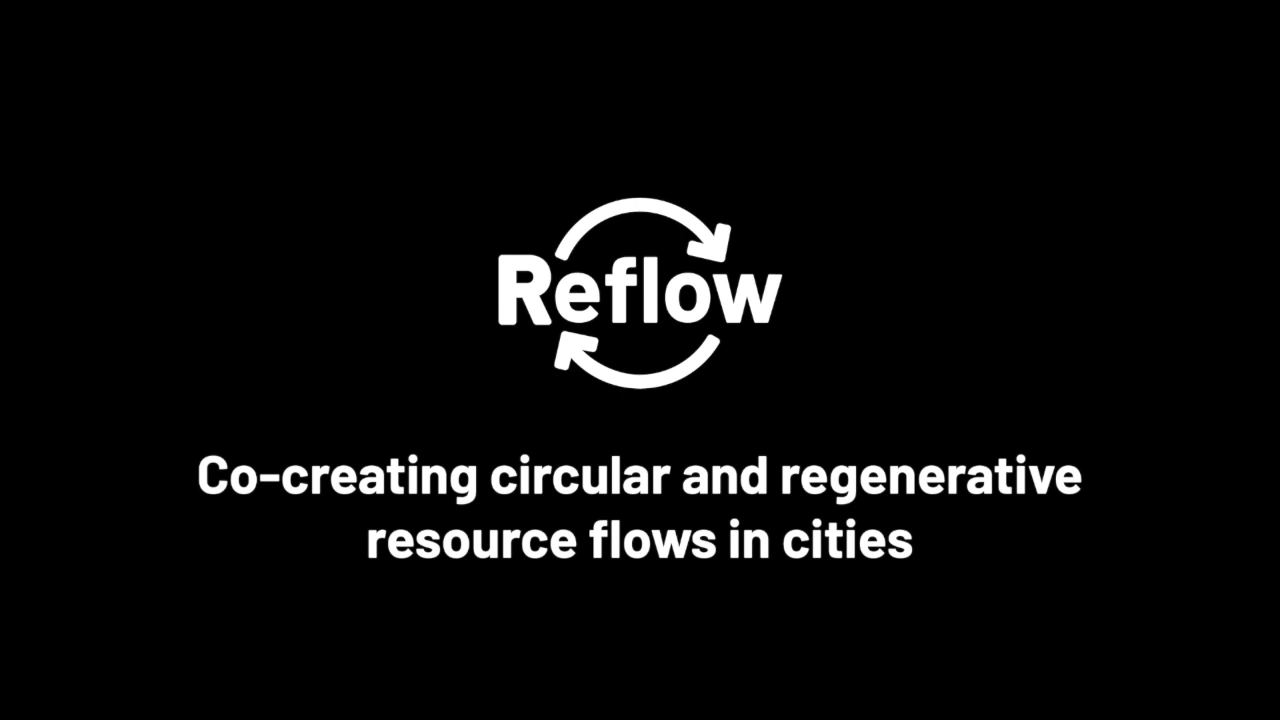 Reflow
Co-creating circular and regenerative
resource flows in cities